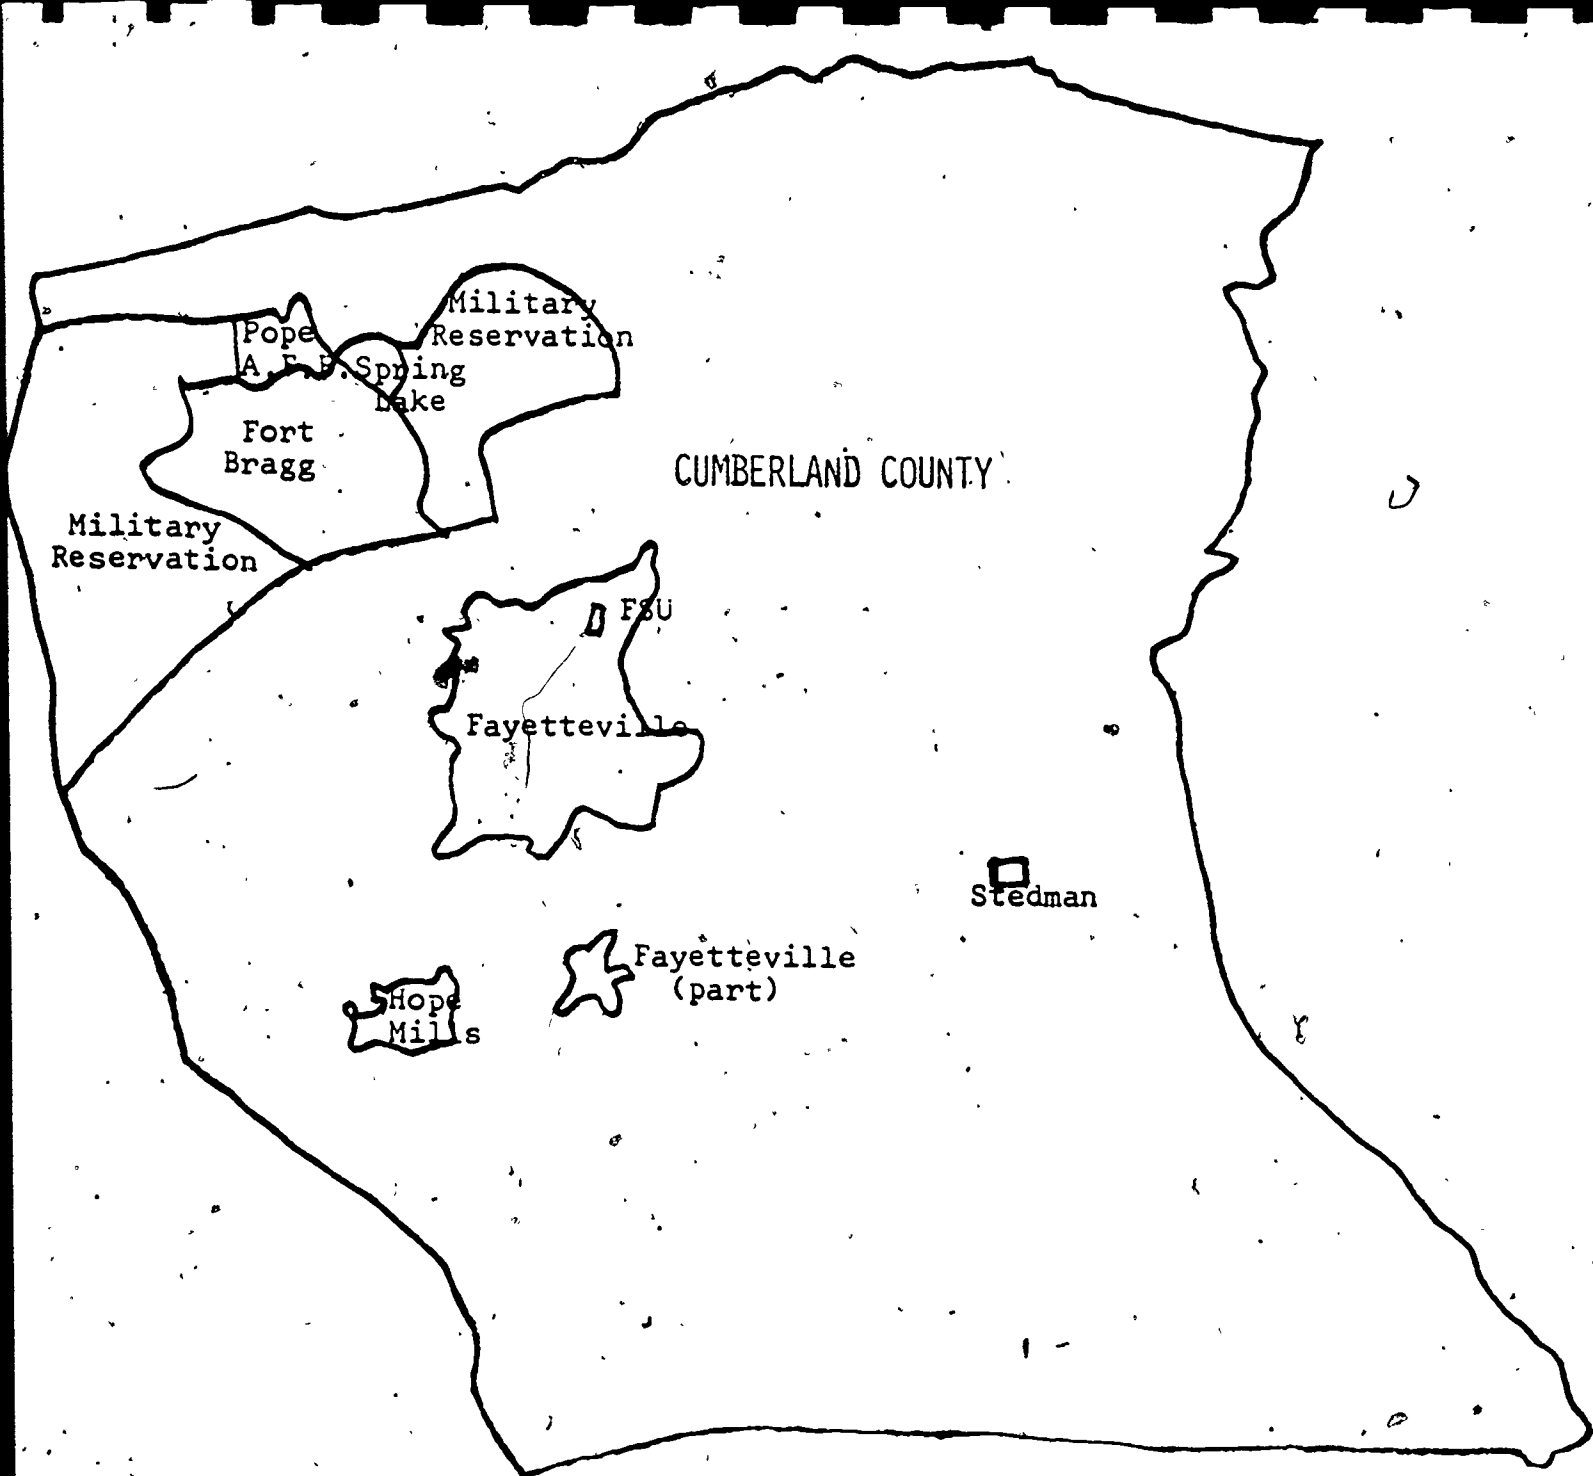 Military
Reservation
Pope
A.F.B.
Spring
Lake
Fort
Bragg
CUMBERLAND COUNTY
Military
Reservation
FSU
Fayetteville
Stedman
Fayetteville
(part)
Hope
Mills